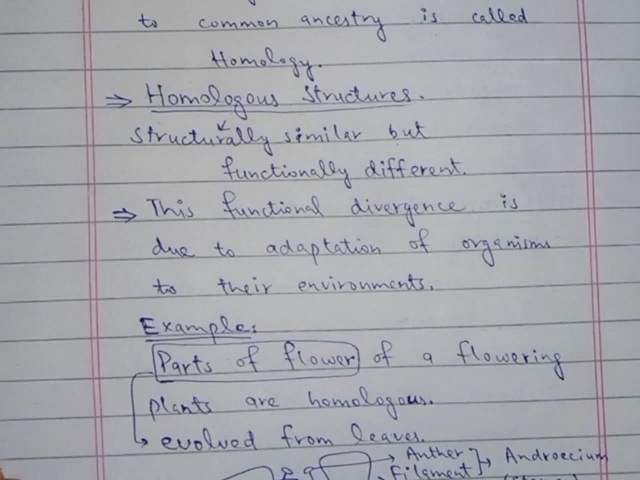 to common ancestry is called
Homology.
⇒ Homologous Structures.
Structurally similar but
functionally different.
⇒ This functional divergence is
due to adaptation of organisms
to their environments.
Example:
Parts of flower of a flowering
plants are homologous.
↳ evolved from leaves.
→ Anther
Filament } → Androecium